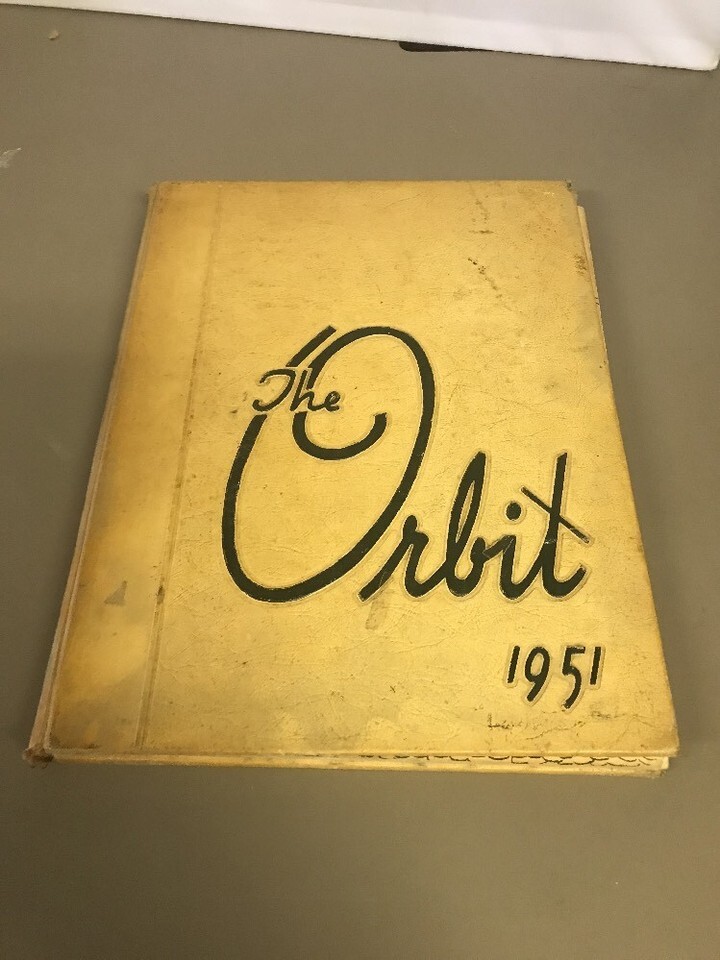 The
Orbit
1951